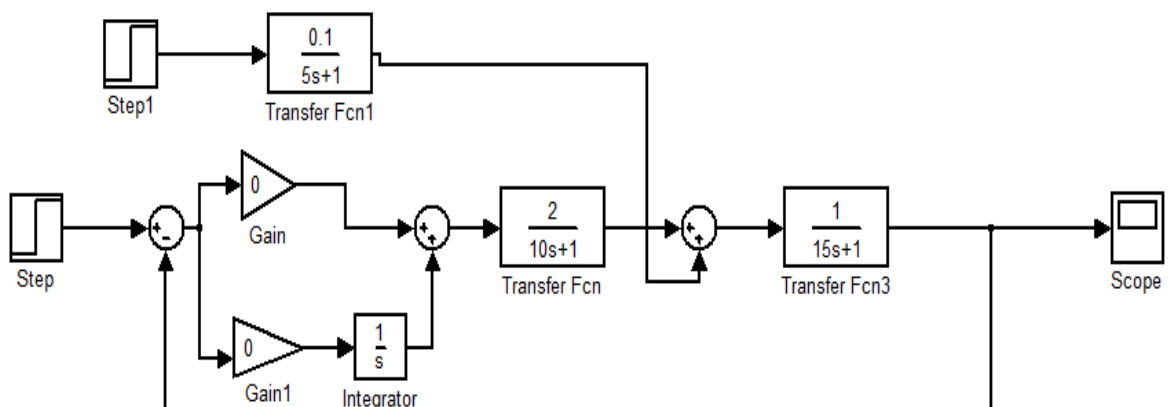 0.1
5s+1
Step1
Transfer Fcn1
0
Gain
+
-
+
+
2
10s+1
+
+
1
15s+1
Step
Transfer Fcn
Transfer Fcn3
Scope
0
1
s
Gain1
Integrator